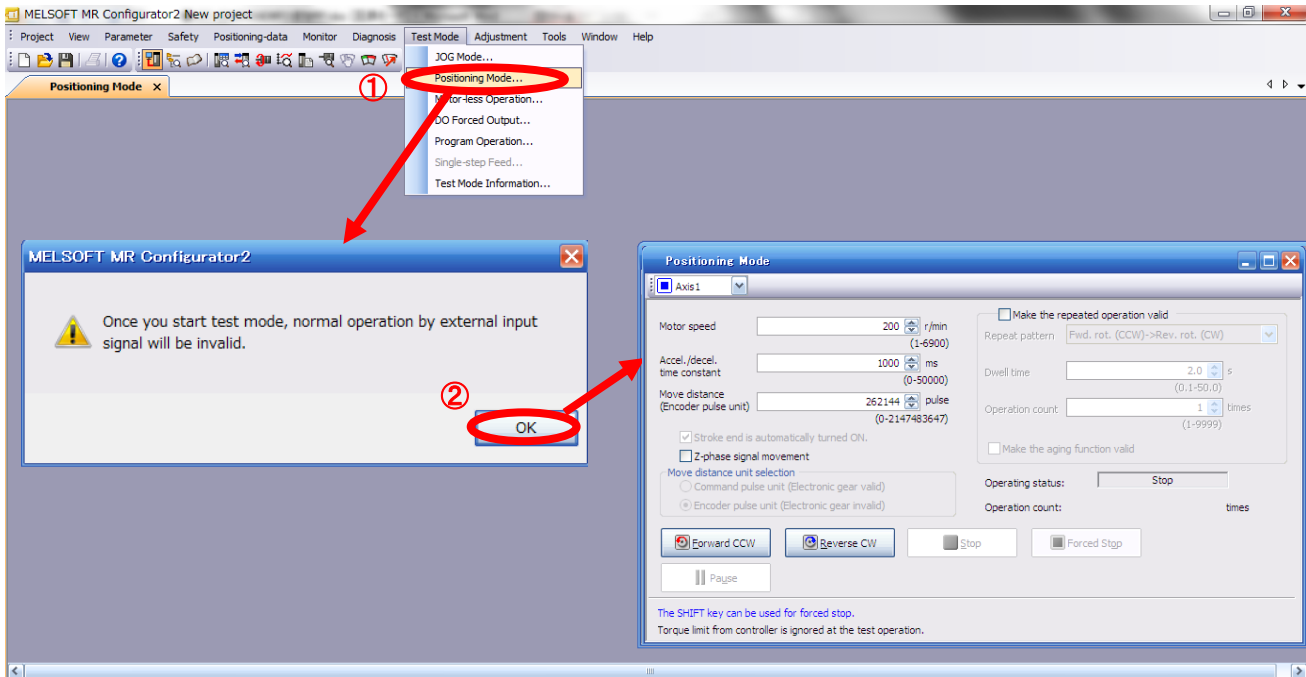 MELSOFT MR Configurator2 New project
Project View Parameter Safety Positioning-data Monitor Diagnosis Test Mode Adjustment Tools Window Help
Positioning Mode
①
JOG Mode...
Positioning Mode...
Motor-less Operation...
DO Forced Output...
Program Operation...
Single-step Feed...
Test Mode Information...
MELSOFT MR Configurator2
Once you start test mode, normal operation by external input
signal will be invalid.
②
OK
Positioning Mode
Axis1
Motor speed 200 r/min
(1-6900)
Accel./decel.
time constant 1000 ms
(0-50000)
Move distance
(Encoder pulse unit) 262144 pulse
(0-2147483647)
Stroke end is automatically turned ON.
Z-phase signal movement
Move distance unit selection
Command pulse unit (Electronic gear valid)
Encoder pulse unit (Electronic gear invalid)
Make the repeated operation valid
Repeat pattern Fwd. rot. (CCW)->Rev. rot. (CW)
Dwell time 2.0 s
(0.1-50.0)
Operation count 1 times
(1-9999)
Make the aging function valid
Operating status: Stop
Operation count: times
Forward CCW Reverse CW Stop Forced Stop
Pause
The SHIFT key can be used for forced stop.
Torque limit from controller is ignored at the test operation.